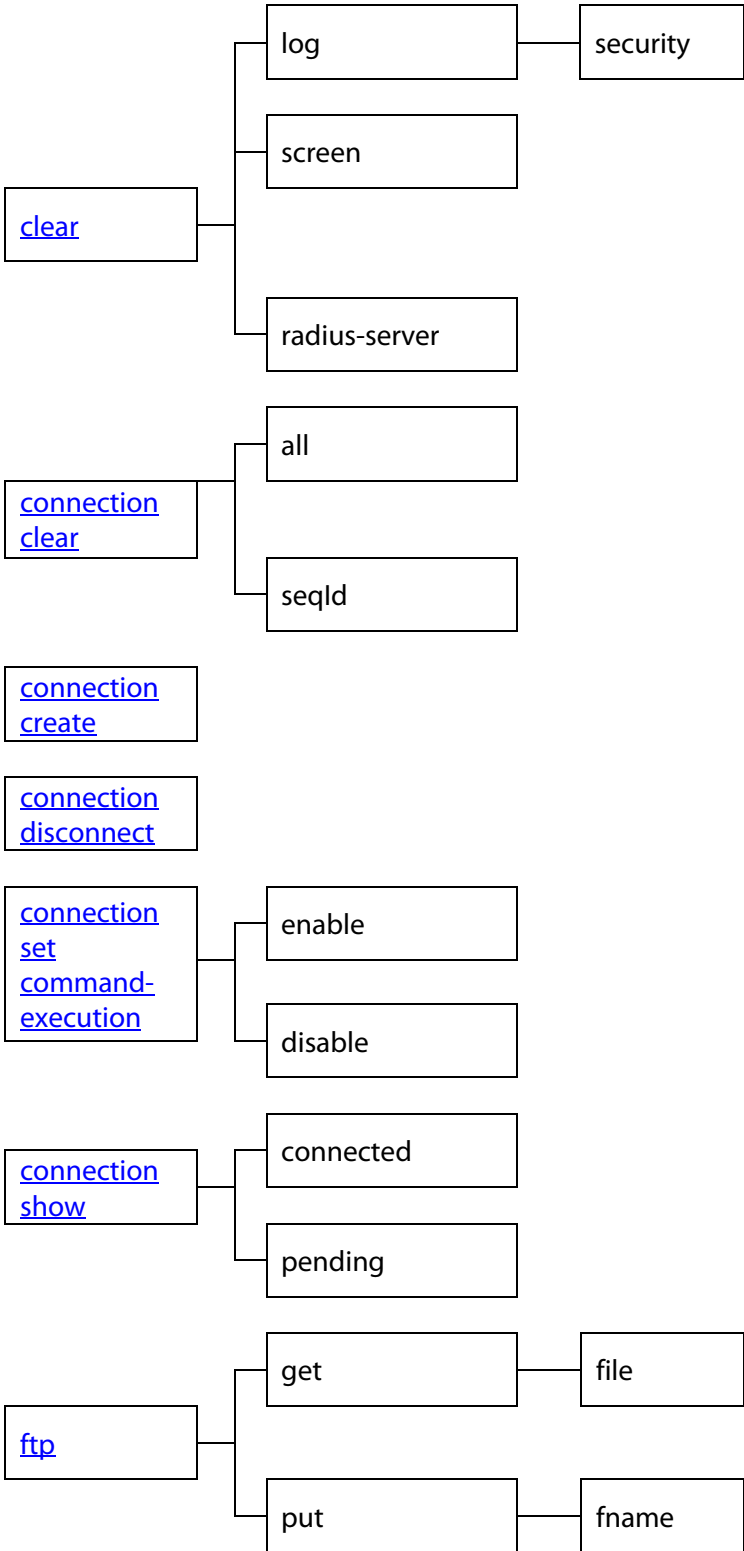 log
security
screen
clear
radius-server
all
connection
clear
seqId
connection
create
connection
disconnect
connection
set
command-
execution
enable
disable
connected
connection
show
pending
get
file
ftp
put
fname